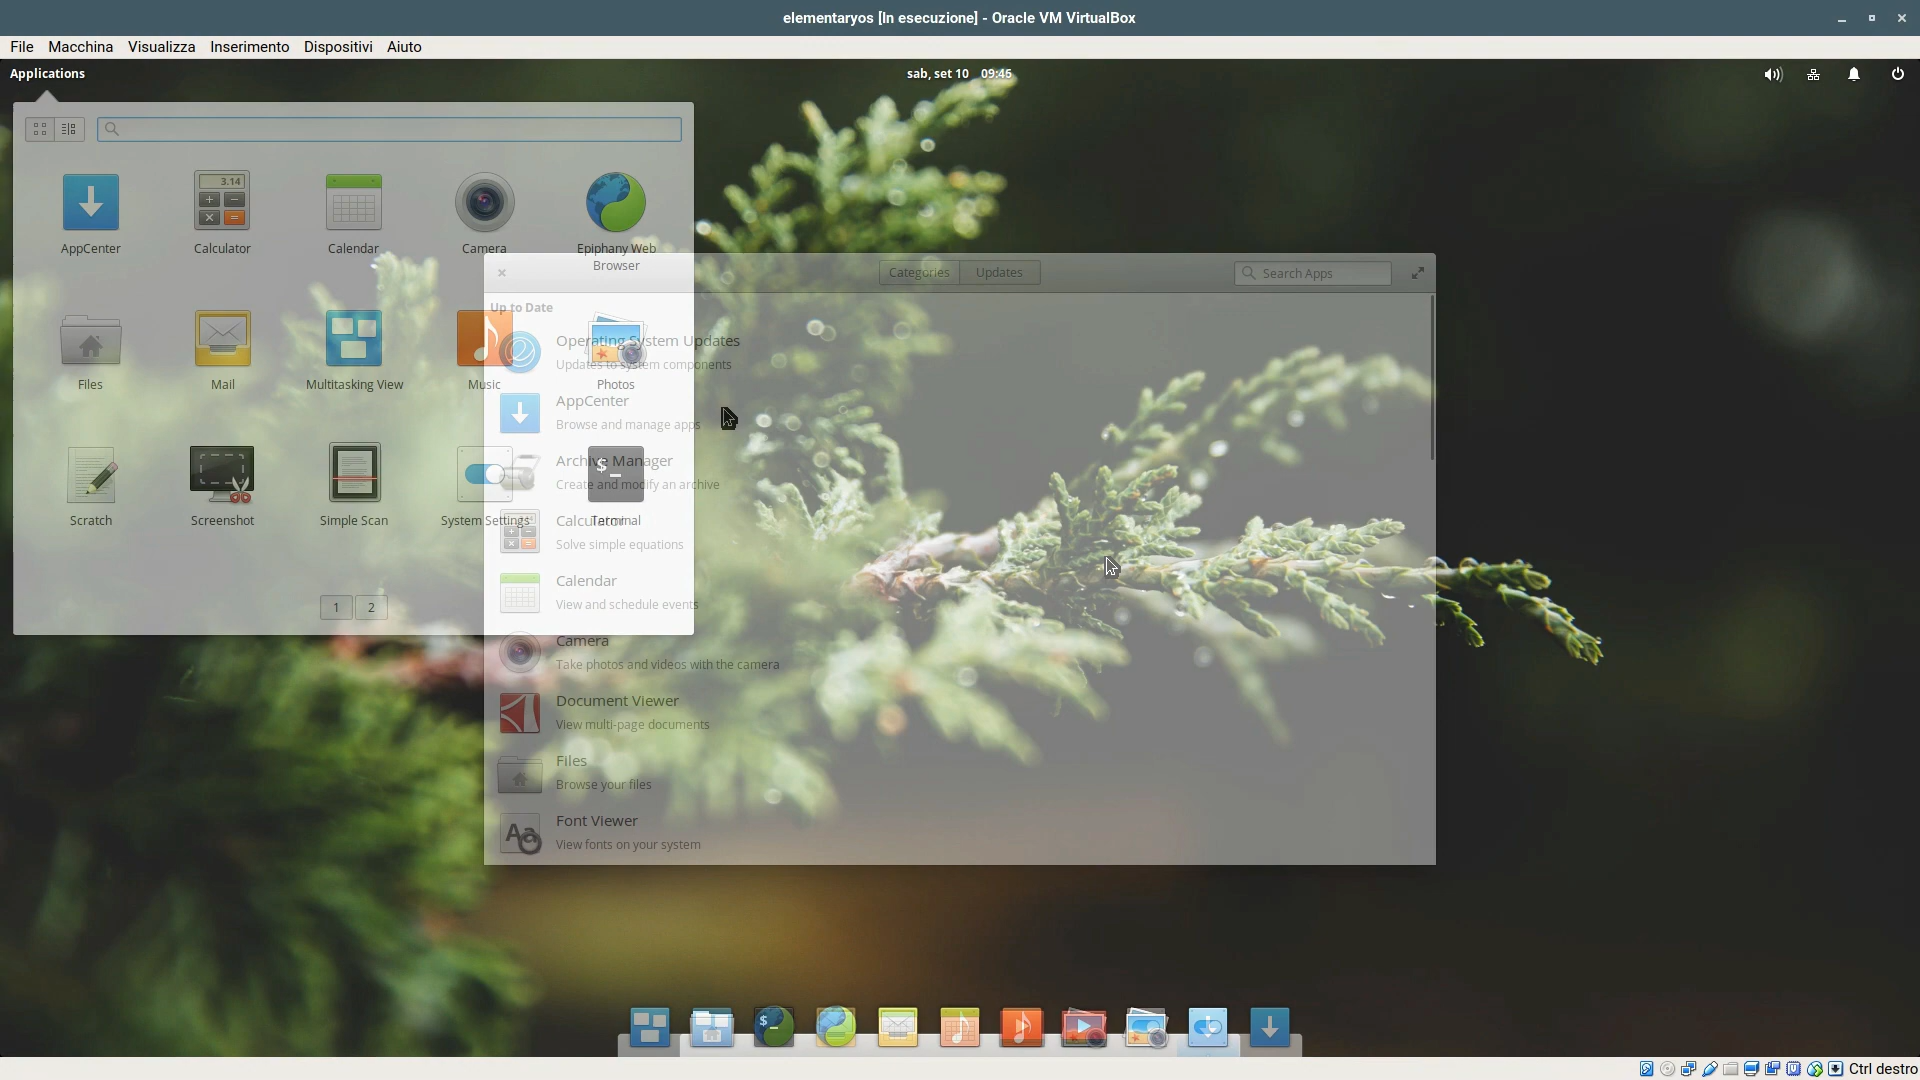 elementaryos [In esecuzione] - Oracle VM VirtualBox
File Macchina Visualizza Inserimento Dispositivi Aiuto
Applications
sab, set 10 09:46
3.14
AppCenter
Calculator
Calendar
Camera
Epiphany Web
Browser
Files
Mail
Multitasking View
Music
Photos
Scratch
Screenshot
Simple Scan
System Settings
$
Terminal
1
2
Categories
Updates
Search Apps
Up to Date
Operating System Updates
Updates to system components
AppCenter
Browse and manage apps
Archive Manager
Create and modify an archive
Calculator
Solve simple equations
Calendar
View and schedule events
Camera
Take photos and videos with the camera
Document Viewer
View multi-page documents
Files
Browse your files
Aa
Font Viewer
View fonts on your system
$
Ctrl destro